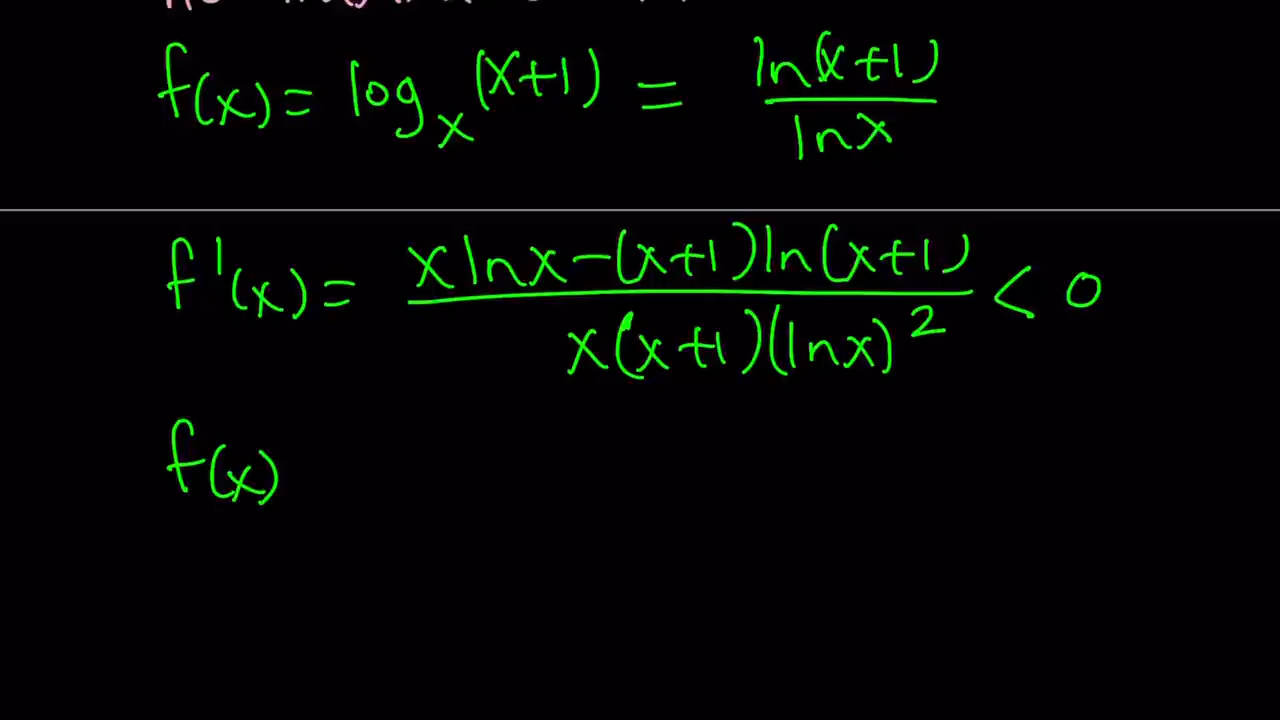 f(x) = log_x (x+1) = ln(x+1) / ln x
f'(x) = x ln x - (x+1) ln(x+1) / x(x+1)(ln x)^2 < 0
f(x)